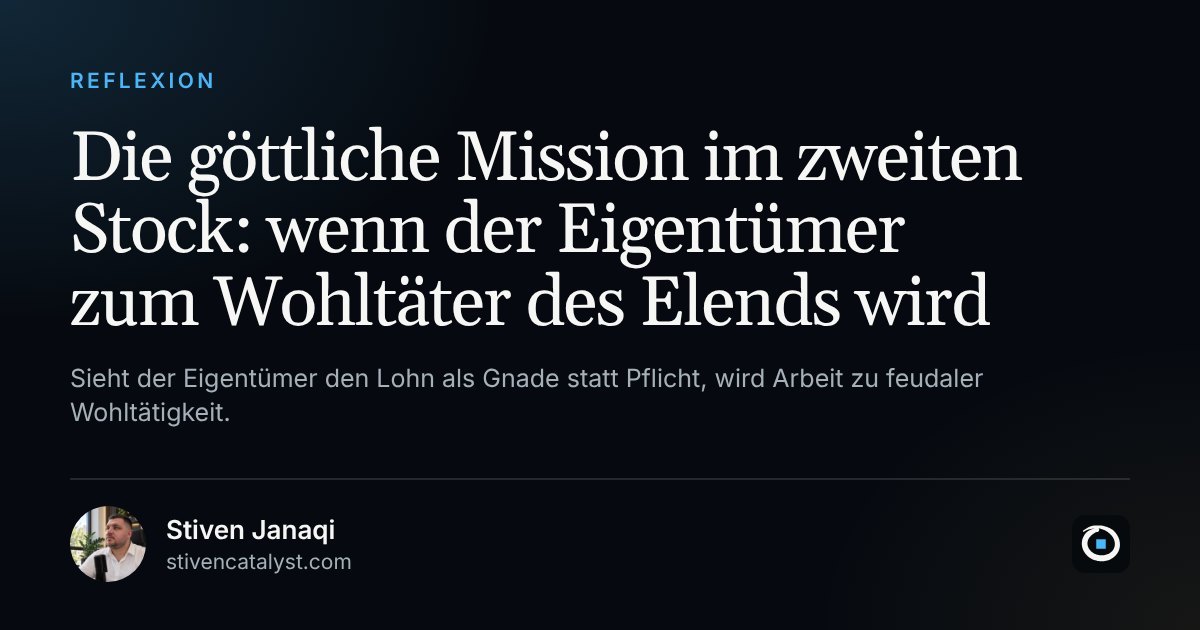 REFLEXION
Die göttliche Mission im zweiten
Stock: wenn der Eigentümer
zum Wohltäter des Elends wird
Sieht der Eigentümer den Lohn als Gnade statt Pflicht, wird Arbeit zu feudaler
Wohltätigkeit.
Stiven Janaqi
stivencatalyst.com